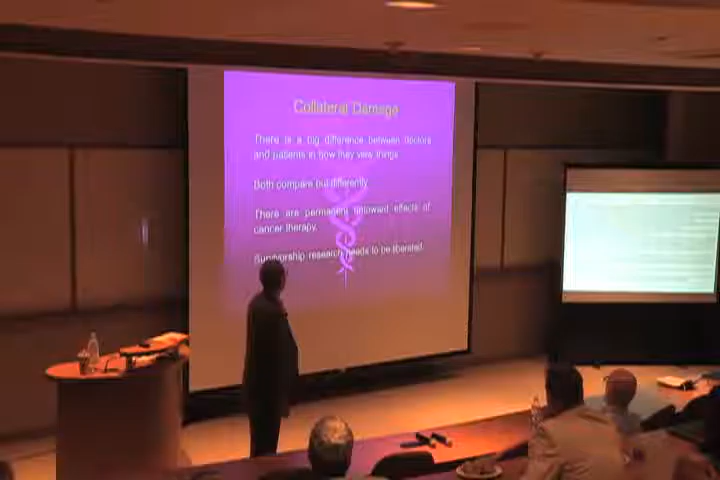 Collateral Damage
There is a big difference between doctors
and patients in how they view things
Both compare but differently
There are permanent untoward effects of
cancer therapy.
Survivorship research needs to be liberated.